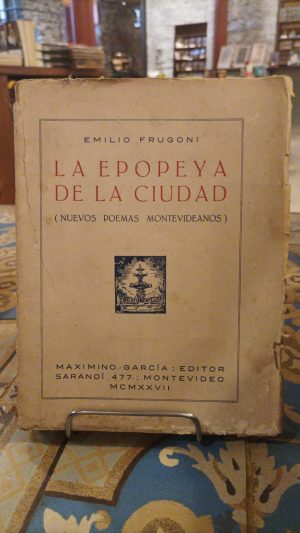 EMILIO FRUGONI
LA EPOPEYA
DE LA CIUDAD
(NUEVOS POEMAS MONTEVIDEANOS)
MAXIMINO GARCÍA : EDITOR
SARANDÍ 477 : MONTEVIDEO
MCMXXVII